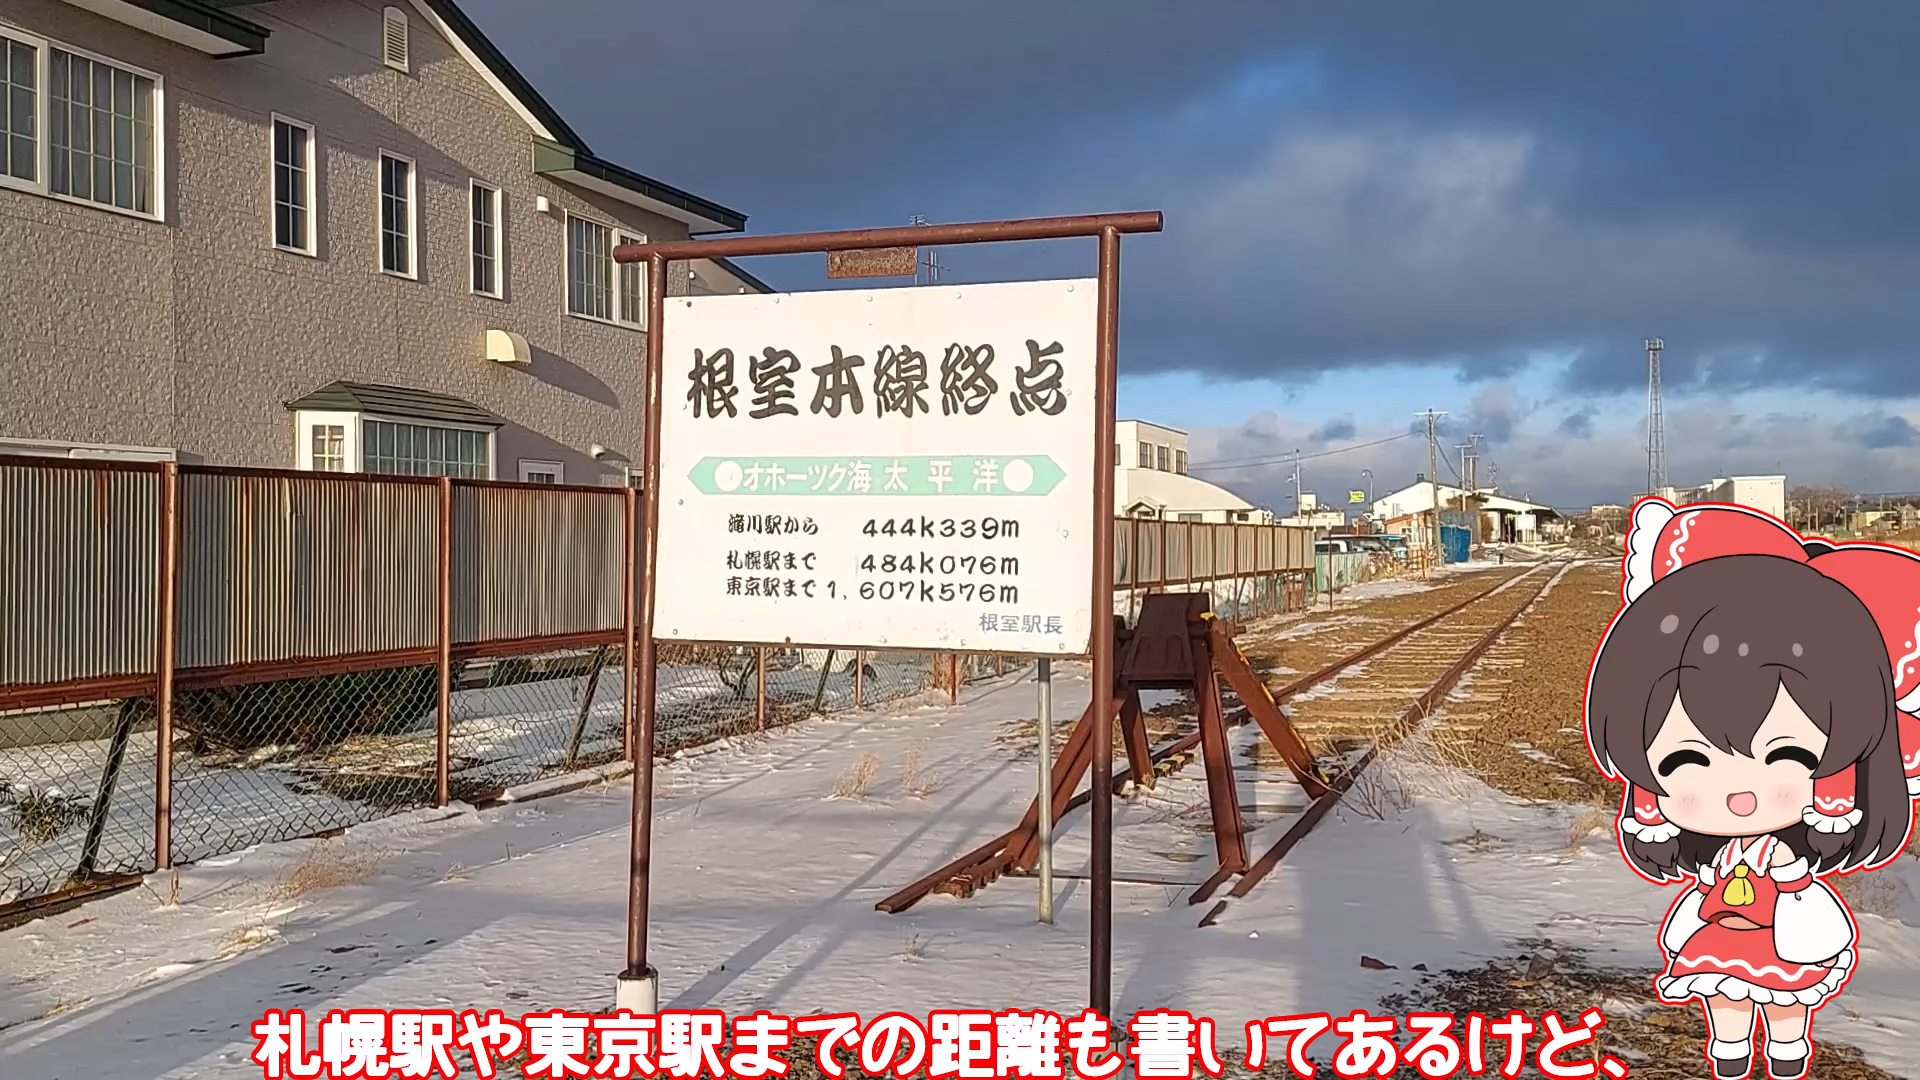 根室本線終点
オホーツク海 太平洋
滝川駅から 444k339m
札幌駅まで 484k076m
東京駅まで 1,607k576m
根室駅長
札幌駅や東京駅までの距離も書いてあるけど、